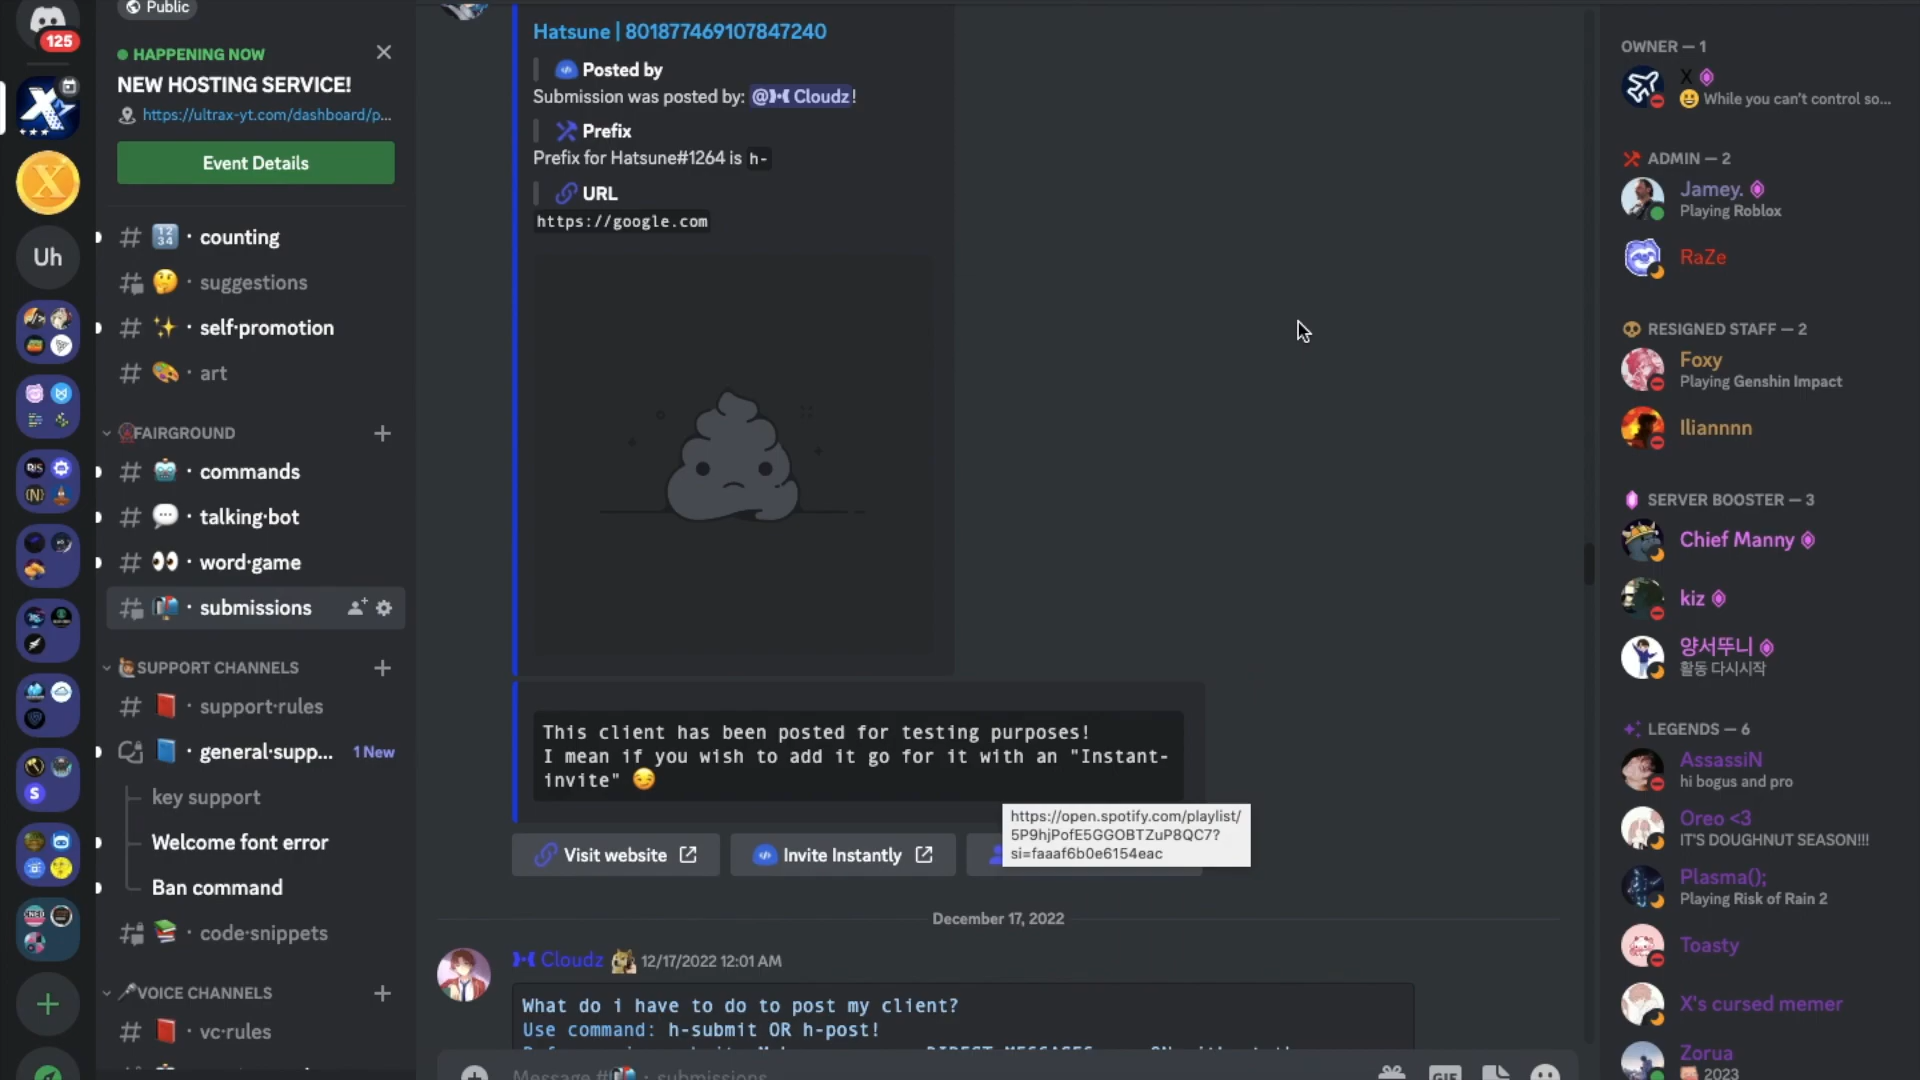 125
Uh
Public
HAPPENING NOW
NEW HOSTING SERVICE!
https://ultrax-yt.com/dashboard/p...
Event Details
counting
suggestions
self·promotion
art
FAIRGROUND
commands
talking·bot
word·game
submissions
SUPPORT CHANNELS
support·rules
general·supp... 1 New
key support
Welcome font error
Ban command
code·snippets
VOICE CHANNELS
vc·rules
Hatsune | 801877469107847240
Posted by
Submission was posted by: @Cloudz!
Prefix
Prefix for Hatsune#1264 is h-
URL
https://google.com
This client has been posted for testing purposes!
I mean if you wish to add it go for it with an "Instant-
invite" 😏
https://open.spotify.com/playlist/
5P9hjPofE5GGOBTZuP8QC7?
si=faaaf6b0e6154eac
Visit website
Invite Instantly
December 17, 2022
Cloudz 12/17/2022 12:01 AM
What do i have to do to post my client?
Use command: h-submit OR h-post!
Message # · submissions
GIF
OWNER — 1
X
While you can't control so...
ADMIN — 2
Jamey.
Playing Roblox
RaZe
RESIGNED STAFF — 2
Foxy
Playing Genshin Impact
Iliannnn
SERVER BOOSTER — 3
Chief Manny
kiz
양서뚜니
활동 다시시작
LEGENDS — 6
AssassiN
hi bogus and pro
Oreo <3
IT'S DOUGHNUT SEASON!!!
Plasma();
Playing Risk of Rain 2
Toasty
X's cursed memer
Zorua
2023